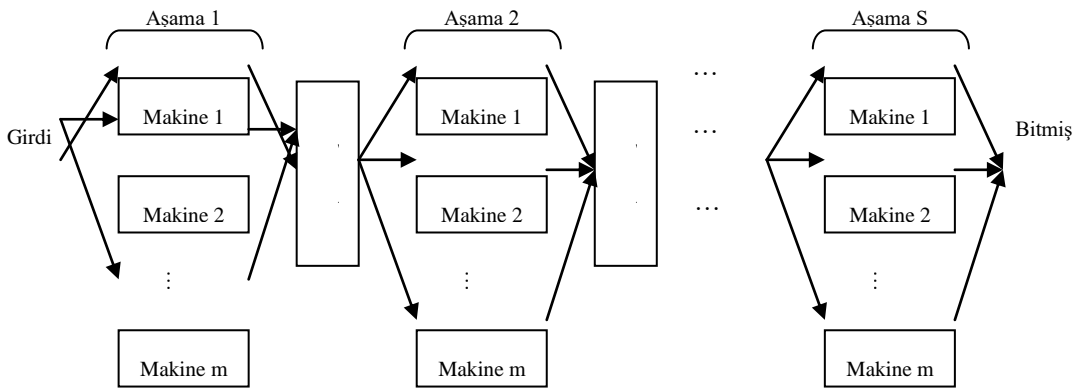 Aşama 1
Aşama 2
Aşama S
Girdi
Makine 1
Makine 2
⋮
Makine m
Makine 1
Makine 2
⋮
Makine m
…
…
…
Makine 1
Makine 2
⋮
Makine m
Bitmiş